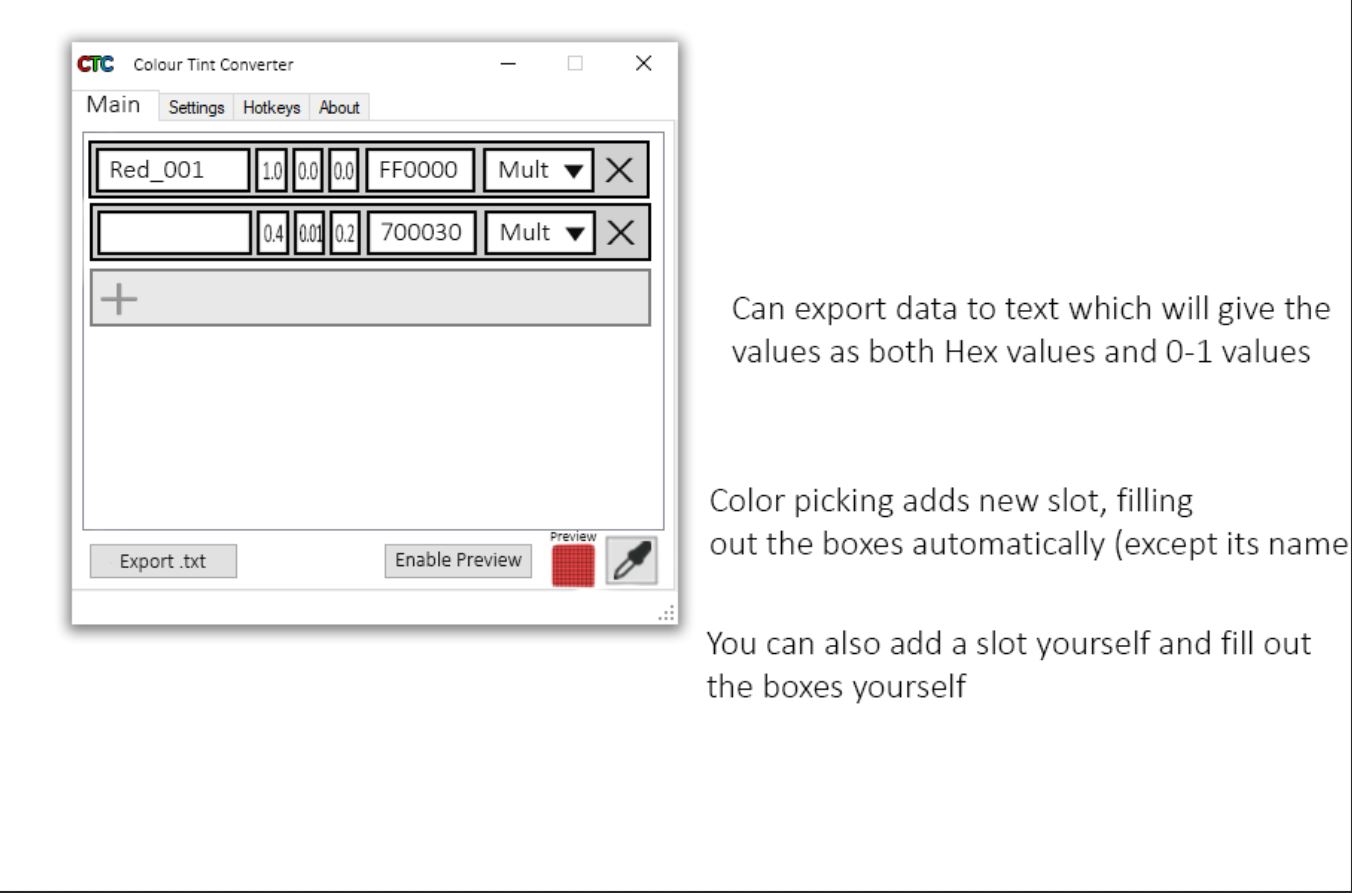 CTC Colour Tint Converter
Main Settings Hotkeys About
Red_001 1.0 0.0 0.0 FF0000 Mult
0.4 0.01 0.2 700030 Mult
Can export data to text which will give the
values as both Hex values and 0-1 values
Color picking adds new slot, filling
out the boxes automatically (except its name
Preview
Export .txt Enable Preview
You can also add a slot yourself and fill out
the boxes yourself